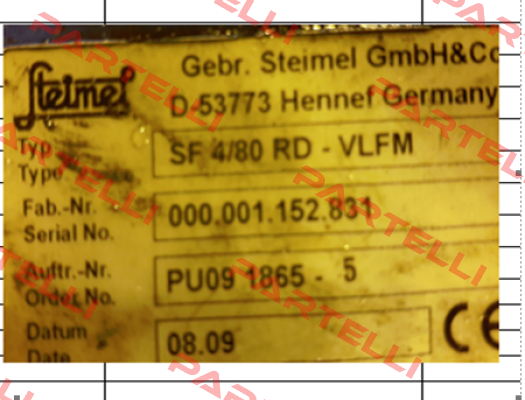 Steimel
Gebr. Steimel GmbH&Co
D-53773 Hennef Germany
Typ
Type
SF 4/80 RD - VLFM
Fab.-Nr.
Serial No.
000.001.152.831
Auftr.-Nr.
Order No.
PU09 1865 - 5
Datum
Date
08.09
CE
PARTELLI
PARTELLI
PARTELLI
PARTELLI
PARTELLI
PARTELLI